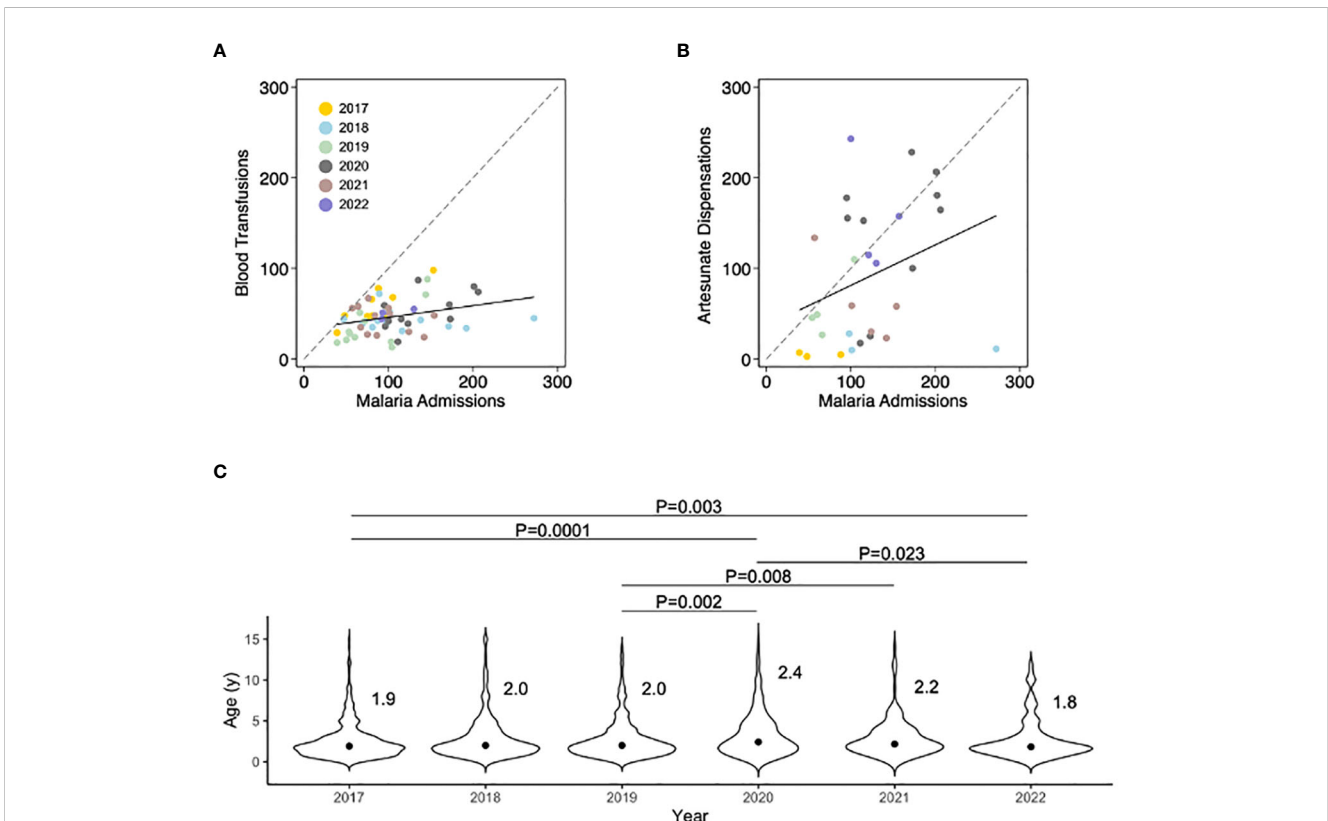 A
B
300
200
100
0
Blood Transfusions
2017
2018
2019
2020
2021
2022
0 100 200 300
Malaria Admissions
300
200
100
0
Artesunate Dispensations
0 100 200 300
Malaria Admissions
C
P=0.003
P=0.0001
P=0.023
P=0.008
P=0.002
15
10
5
0
Age (y)
1.9
2.0
2.0
2.4
2.2
1.8
2017 2018 2019 2020 2021 2022
Year